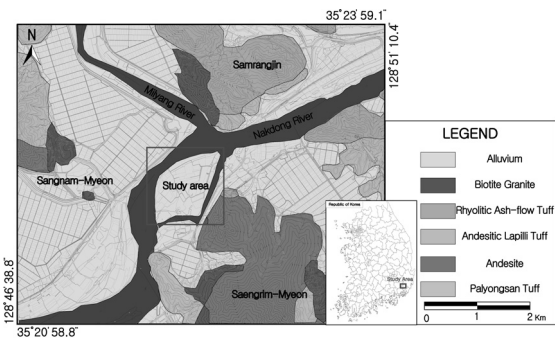 35° 23' 59.1"
128° 51' 10.4"
N
Samrangjin
Milyang River
Nakdong River
Sangnam-Myeon
Study area
Saengrim-Myeon
128° 46' 38.8"
35° 20' 58.8"
Republic of Korea
Study Area
LEGEND
Alluvium
Biotite Granite
Rhyolitic Ash-flow Tuff
Andesitic Lapilli Tuff
Andesite
Palyongsan Tuff
0 1 2 Km